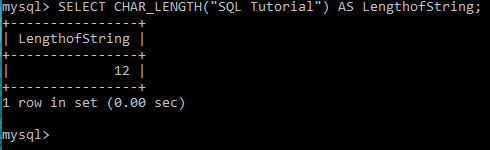 mysql> SELECT CHAR_LENGTH("SQL Tutorial") AS LengthofString;
+----------------+
| LengthofString |
+----------------+
|             12 |
+----------------+
1 row in set (0.00 sec)
mysql>